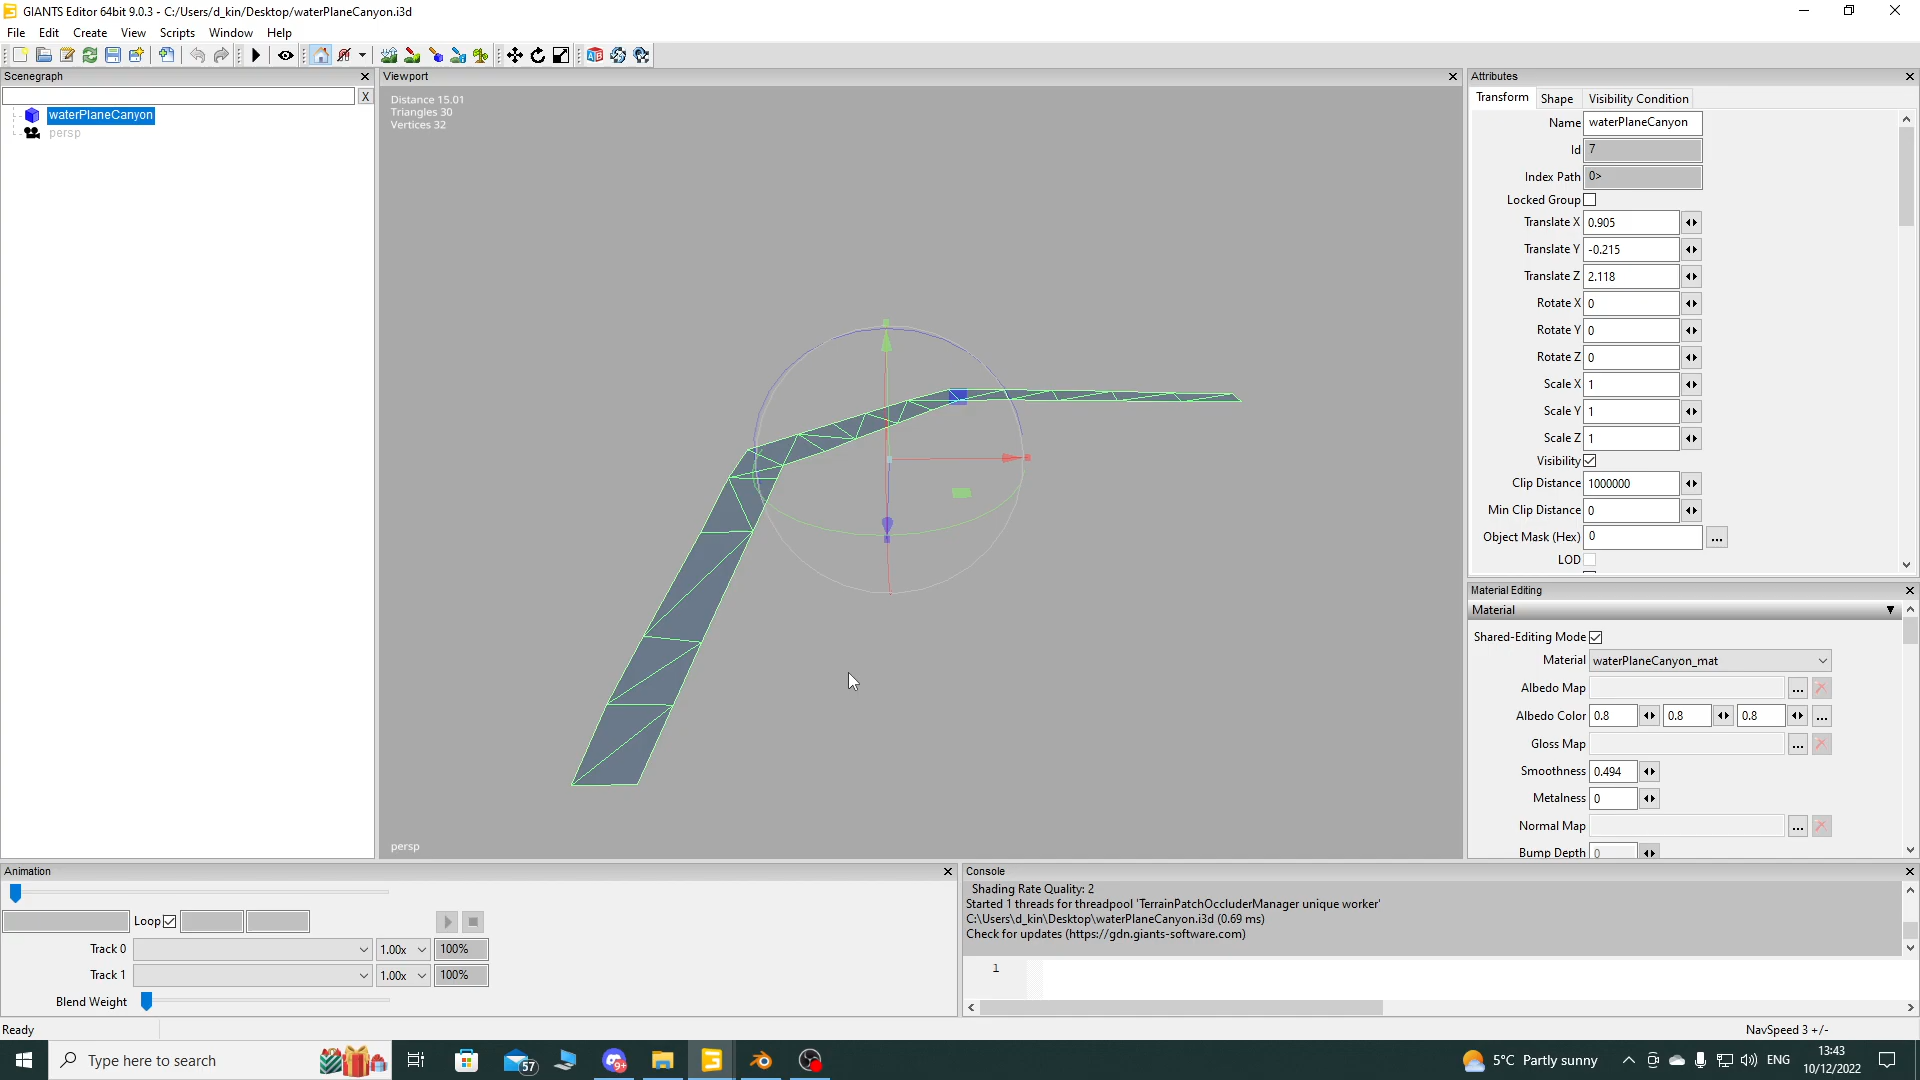 GIANTS Editor 64bit 9.0.3 - C:/Users/d_kin/Desktop/waterPlaneCanyon.i3d
File Edit Create View Scripts Window Help
Scenegraph
X
waterPlaneCanyon
persp
Viewport
Distance 15.01
Triangles 30
Vertices 32
persp
Attributes
Transform Shape Visibility Condition
Name waterPlaneCanyon
Id 7
Index Path 0>
Locked Group
Translate X 0.905
Translate Y -0.215
Translate Z 2.118
Rotate X 0
Rotate Y 0
Rotate Z 0
Scale X 1
Scale Y 1
Scale Z 1
Visibility
Clip Distance 1000000
Min Clip Distance 0
Object Mask (Hex) 0 ...
LOD
Material Editing
Material
Shared-Editing Mode
Material waterPlaneCanyon_mat
Albedo Map ...
Albedo Color 0.8 0.8 0.8 ...
Gloss Map ...
Smoothness 0.494
Metalness 0
Normal Map ...
Bump Depth 0
Animation
Loop
Track 0 1.00x 100%
Track 1 1.00x 100%
Blend Weight
Console
Shading Rate Quality: 2
Started 1 threads for threadpool 'TerrainPatchOccluderManager unique worker'
C:\Users\d_kin\Desktop\waterPlaneCanyon.i3d (0.69 ms)
Check for updates (https://gdn.giants-software.com)
1
Ready
NavSpeed 3 +/-
Type here to search
57
9+
5°C Partly sunny
ENG
13:43
10/12/2022